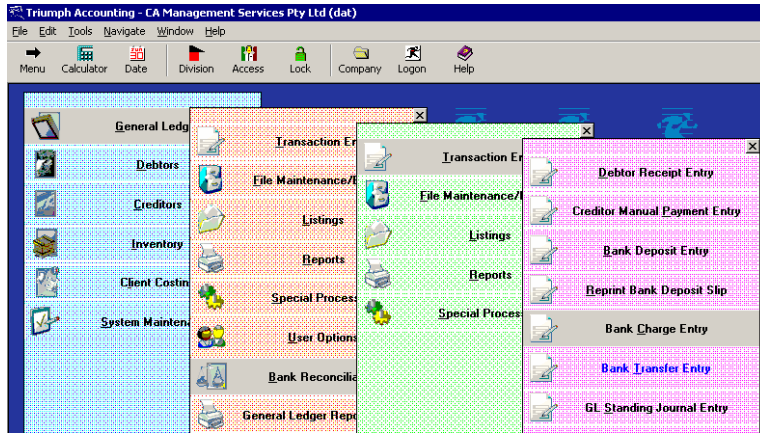 Triumph Accounting - CA Management Services Pty Ltd (dat)
File Edit Tools Navigate Window Help
Menu Calculator Date Division Access Lock Company Logon Help
General Ledg
Debtors
Creditors
Inventory
Client Costin
System Mainten
Transaction En
File Maintenance/E
Listings
Reports
Special Process
User Options
Bank Reconcilia
General Ledger Repo
Transaction En
File Maintenance/
Listings
Reports
Special Proces
Debtor Receipt Entry
Creditor Manual Payment Entry
Bank Deposit Entry
Reprint Bank Deposit Slip
Bank Charge Entry
Bank Transfer Entry
GL Standing Journal Entry